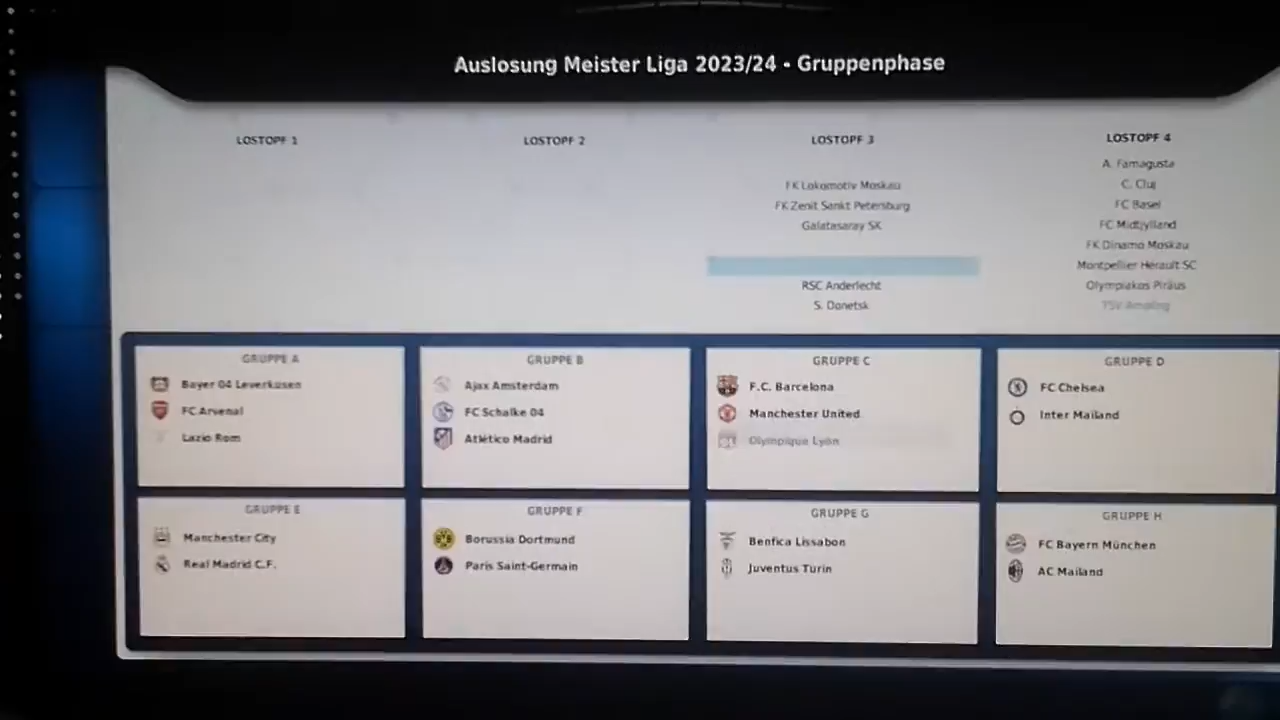 Auslosung Meister Liga 2023/24 - Gruppenphase
LOSTOPF 1
LOSTOPF 2
LOSTOPF 3
FK Lokomotiv Moskau
FK Zenit Sankt Petersburg
Galatasaray SK
RSC Anderlecht
S. Donetsk
LOSTOPF 4
A. Famagusta
C. Cluj
FC Basel
FC Midtjylland
FK Dinamo Moskau
Montpellier Hérault SC
Olympiakos Piräus
TSV Ampfing
GRUPPE A
Bayer 04 Leverkusen
FC Arsenal
Lazio Rom
GRUPPE B
Ajax Amsterdam
FC Schalke 04
Atlético Madrid
GRUPPE C
F.C. Barcelona
Manchester United
Olympique Lyon
GRUPPE D
FC Chelsea
Inter Mailand
GRUPPE E
Manchester City
Real Madrid C.F.
GRUPPE F
Borussia Dortmund
Paris Saint-Germain
GRUPPE G
Benfica Lissabon
Juventus Turin
GRUPPE H
FC Bayern München
AC Mailand